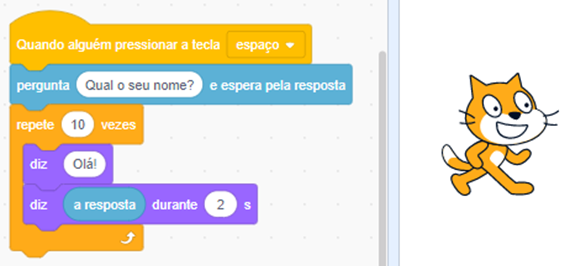 Quando alguém pressionar a tecla espaço
pergunta Qual o seu nome? e espera pela resposta
repete 10 vezes
diz Olá!
diz a resposta durante 2 s